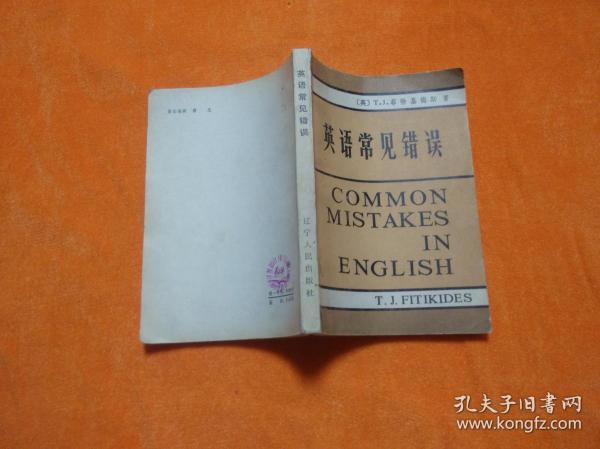 [英] T.J.菲蒂基德斯 著
英语常见错误
COMMON
MISTAKES
IN
ENGLISH
T. J. FITIKIDES
英语常见错误
辽宁人民出版社
孔夫子旧书网
www.kongfz.com